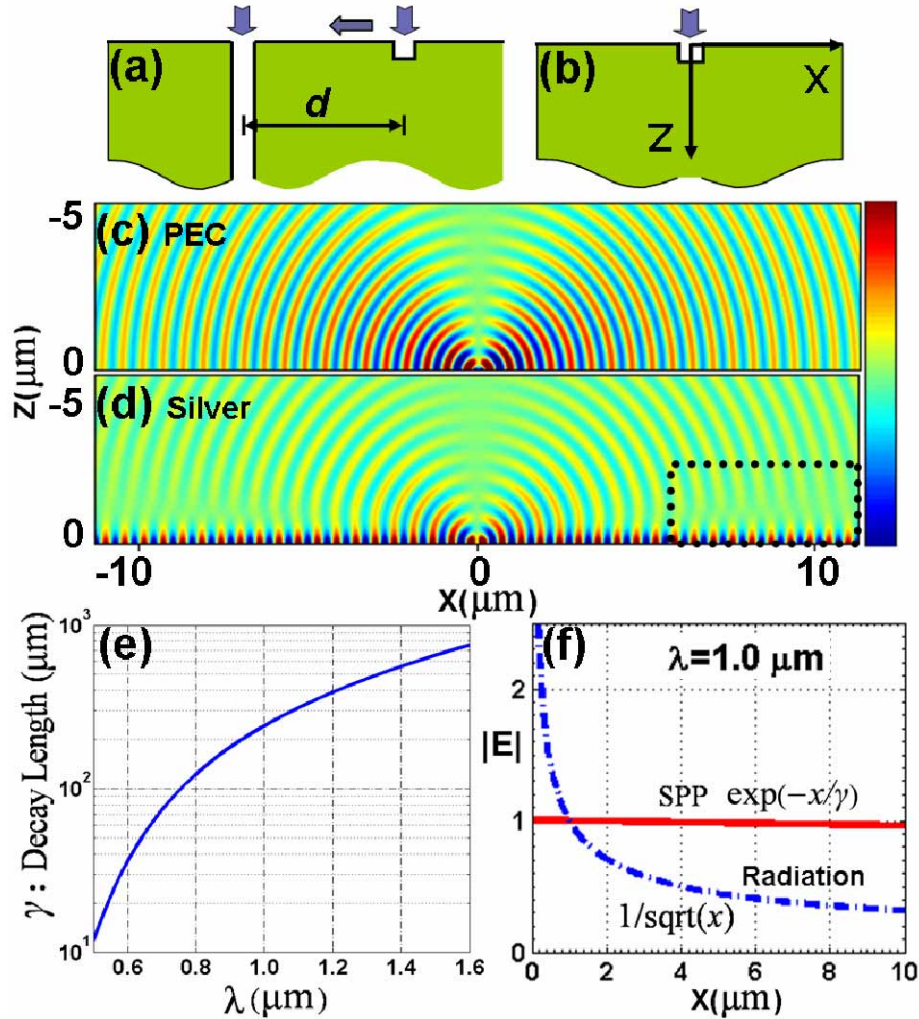 (a)
d
(b)
X
Z
(c) PEC
-5
0
(d) Silver
-5
0
Z(μm)
-10
0
10
X(μm)
(e)
10³
10²
10¹
γ : Decay Length (μm)
0.6
0.8
1.0
1.2
1.4
1.6
λ(μm)
(f)
λ=1.0 μm
2
|E|
1
0
SPP exp(−x/γ)
Radiation
1/sqrt(x)
0
2
4
6
8
10
X(μm)